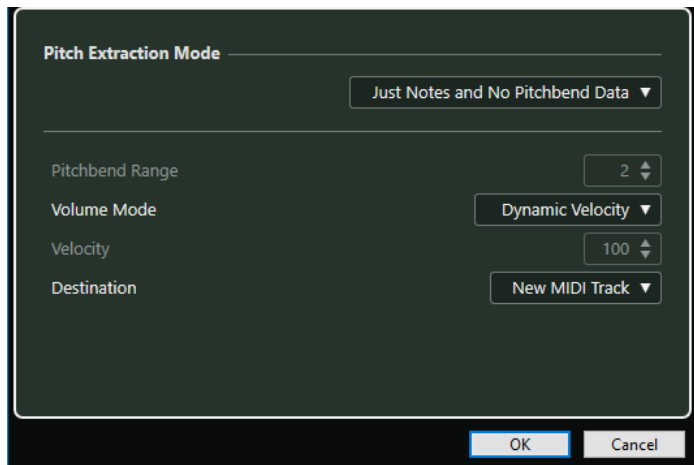 Pitch Extraction Mode
Just Notes and No Pitchbend Data ▼
Pitchbend Range 2
Volume Mode Dynamic Velocity ▼
Velocity 100
Destination New MIDI Track ▼
OK Cancel